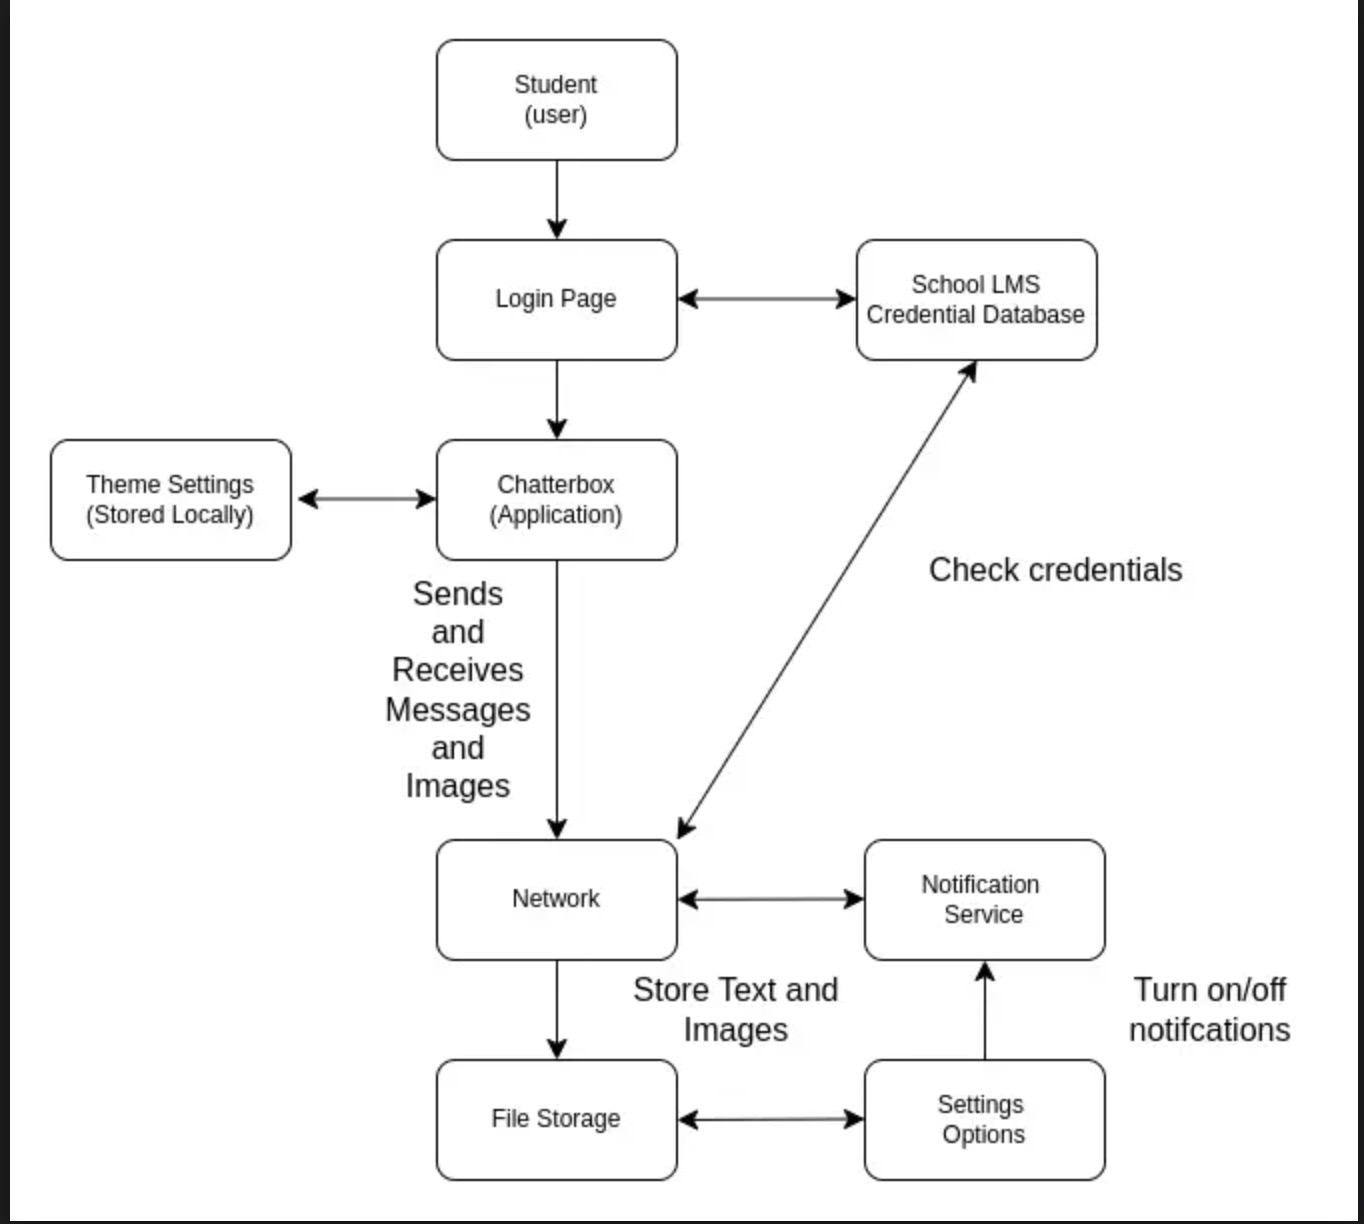 Student
(user)
Login Page
School LMS
Credential Database
Theme Settings
(Stored Locally)
Chatterbox
(Application)
Sends
and
Receives
Messages
and
Images
Check credentials
Network
Notification
Service
Store Text and
Images
Turn on/off
notifcations
File Storage
Settings
Options